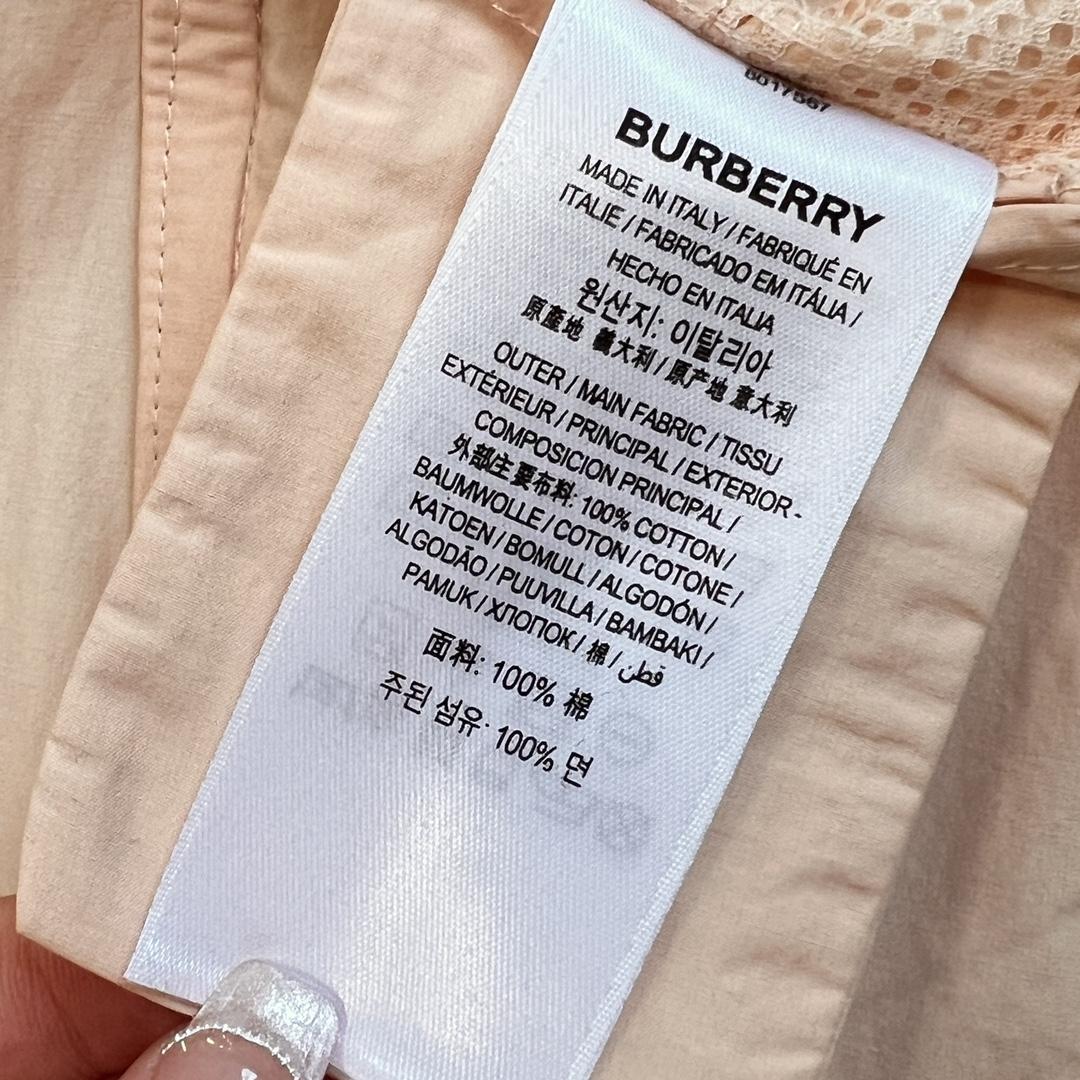 8017567
BURBERRY
MADE IN ITALY / FABRIQUÉ EN
ITALIE / FABRICADO EM ITÁLIA /
HECHO EN ITALIA
원산지: 이탈리아
原產地 義大利 / 原产地 意大利
OUTER / MAIN FABRIC / TISSU
EXTÉRIEUR / PRINCIPAL / EXTERIOR -
COMPOSICION PRINCIPAL /
外部主要布料: 100% COTTON /
BAUMWOLLE / COTON / COTONE /
KATOEN / BOMULL / ALGODÓN /
ALGODÃO / PUUVILLA / BAMBAKI /
PAMUK / ХЛОПОК / 棉 / قطن
面料: 100% 棉
주된 섬유: 100% 면